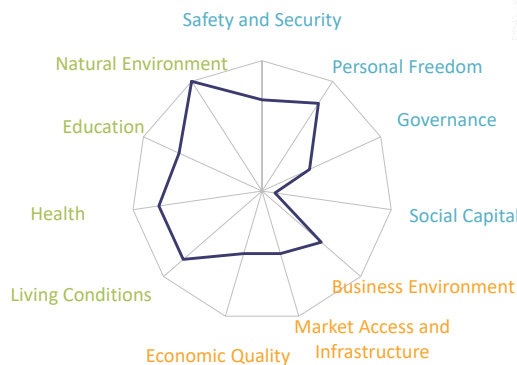 Safety and Security
Personal Freedom
Governance
Social Capital
Business Environment
Market Access and
Infrastructure
Economic Quality
Living Conditions
Health
Education
Natural Environment